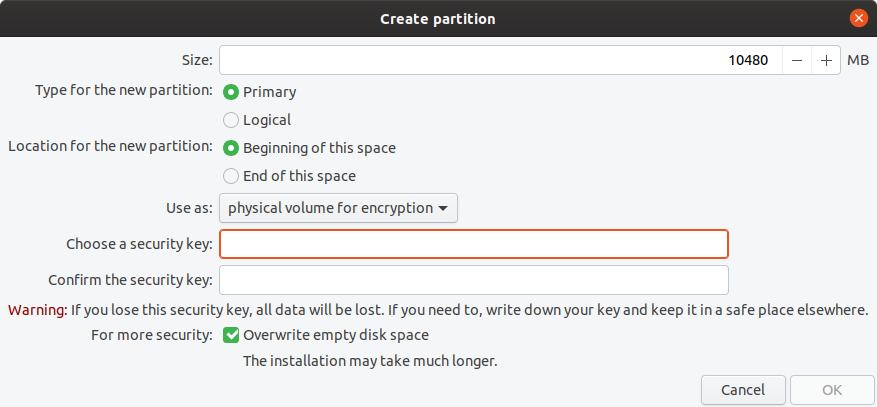 Create partition
Size: 10480 MB
Type for the new partition: Primary
Logical
Location for the new partition: Beginning of this space
End of this space
Use as: physical volume for encryption
Choose a security key:
Confirm the security key:
Warning: If you lose this security key, all data will be lost. If you need to, write down your key and keep it in a safe place elsewhere.
For more security: Overwrite empty disk space
The installation may take much longer.
Cancel OK